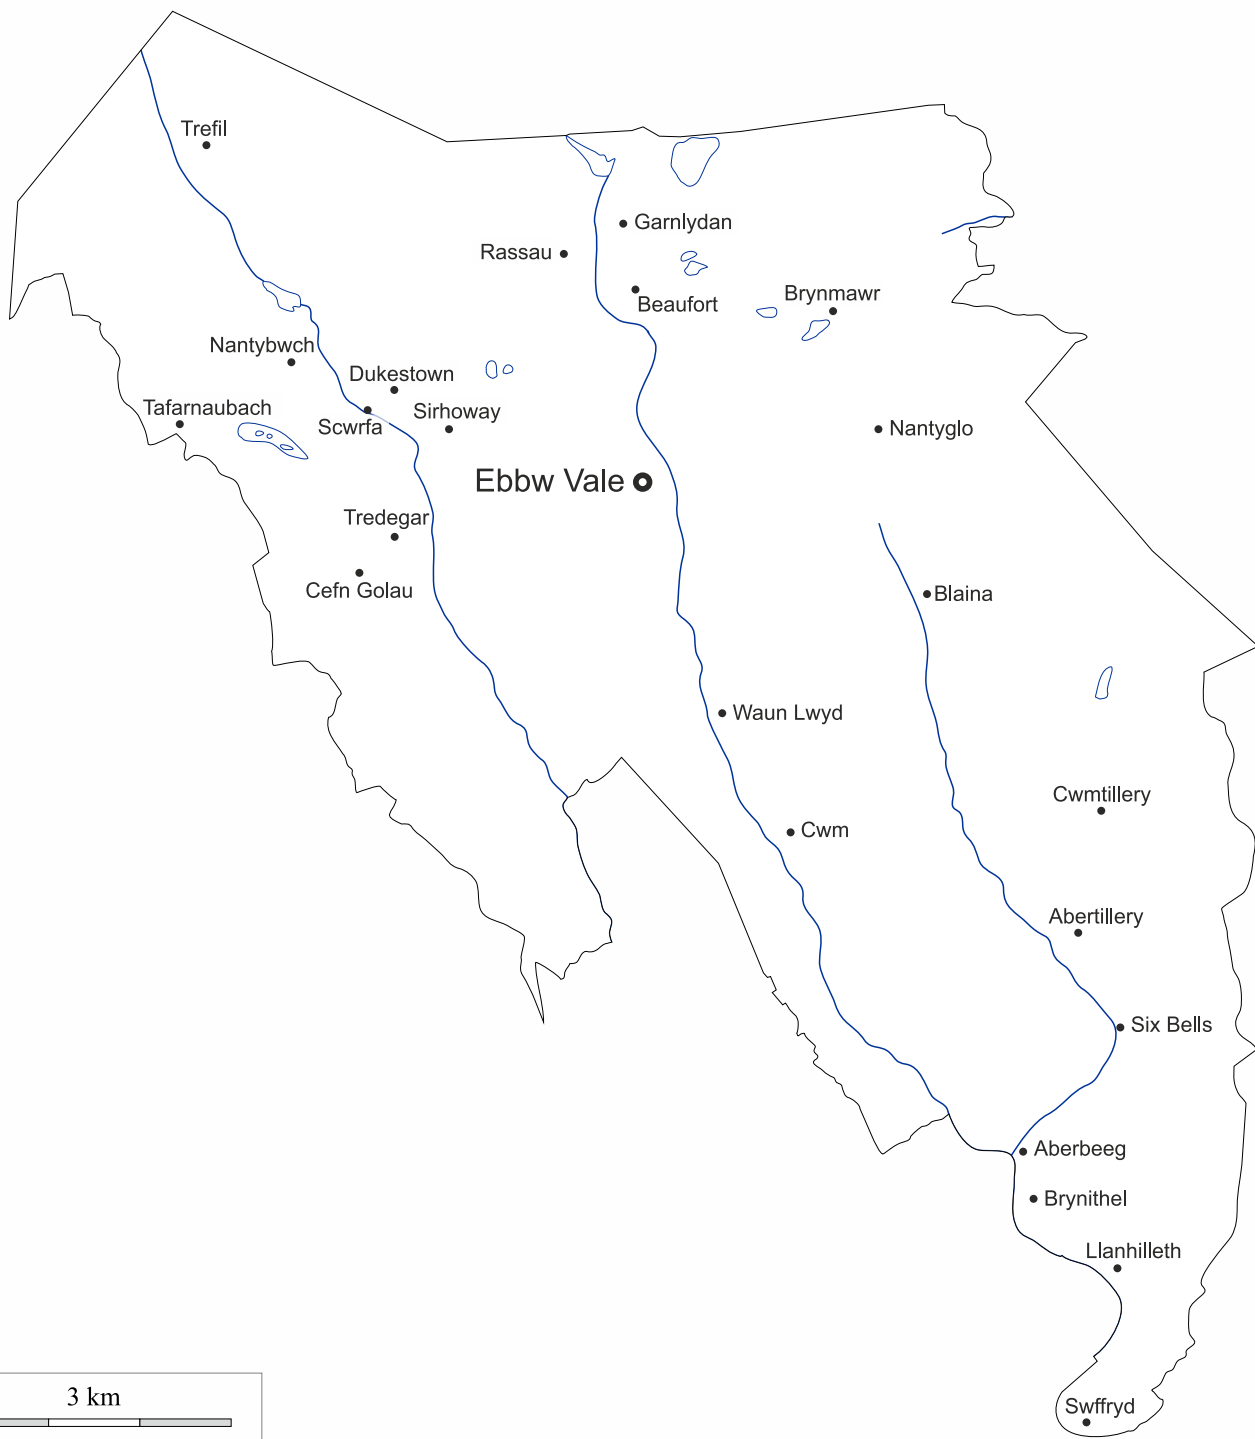 Trefil
Garnlydan
Rassau
Beaufort
Brynmawr
Nantybwch
Dukestown
Tafarnaubach
Sirhoway
Scwrfa
Nantyglo
Ebbw Vale
Tredegar
Cefn Golau
Blaina
Waun Lwyd
Cwmtillery
Cwm
Abertillery
Six Bells
Aberbeeg
Brynithel
Llanhilleth
3 km
Swffryd